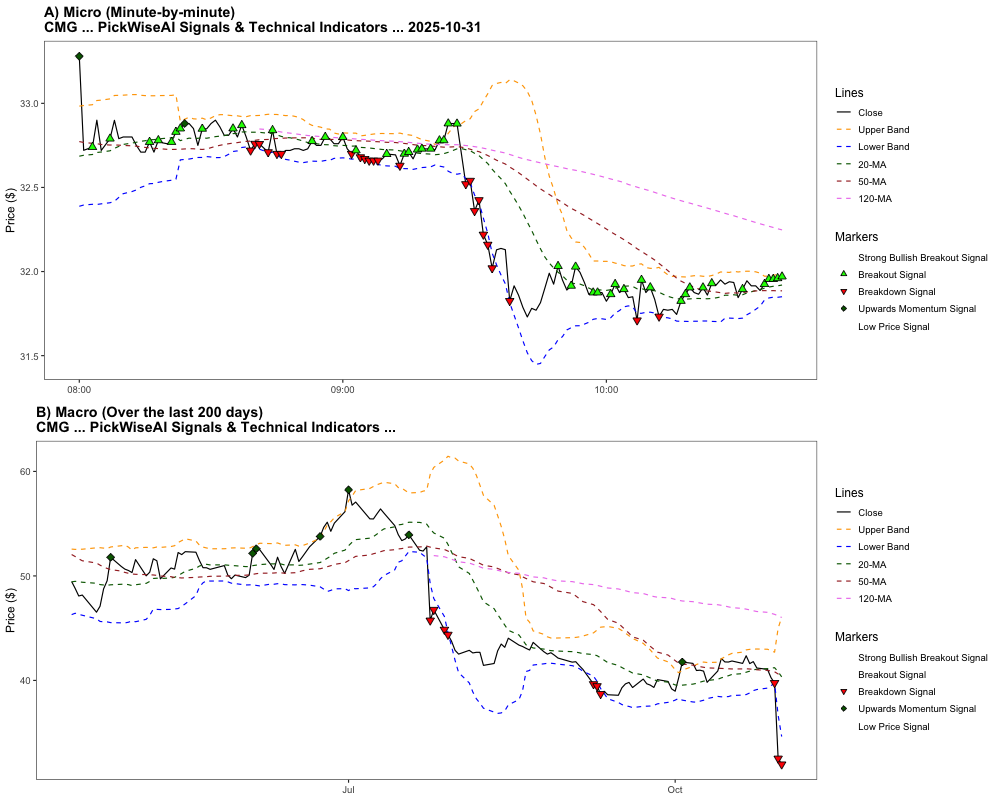 A) Micro (Minute-by-minute)
CMG ... PickWiseAI Signals & Technical Indicators ... 2025-10-31
Price ($)
33.0
32.5
32.0
31.5
08:00
09:00
10:00
Lines
Close
Upper Band
Lower Band
20-MA
50-MA
120-MA
Markers
Strong Bullish Breakout Signal
Breakout Signal
Breakdown Signal
Upwards Momentum Signal
Low Price Signal
B) Macro (Over the last 200 days)
CMG ... PickWiseAI Signals & Technical Indicators ...
Price ($)
60
50
40
Jul
Oct
Lines
Close
Upper Band
Lower Band
20-MA
50-MA
120-MA
Markers
Strong Bullish Breakout Signal
Breakout Signal
Breakdown Signal
Upwards Momentum Signal
Low Price Signal